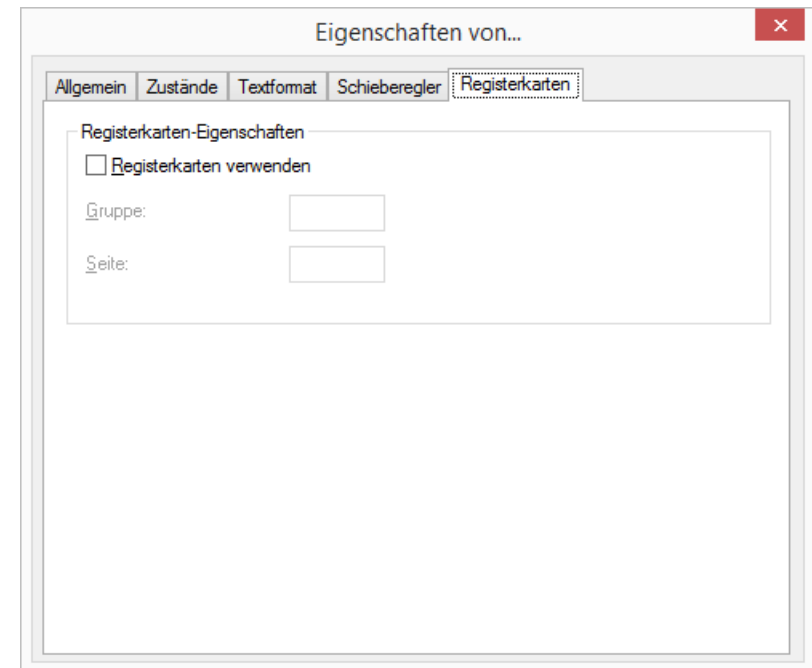 Eigenschaften von...
Allgemein Zustände Textformat Schieberegler Registerkarten
Registerkarten-Eigenschaften
Registerkarten verwenden
Gruppe:
Seite: